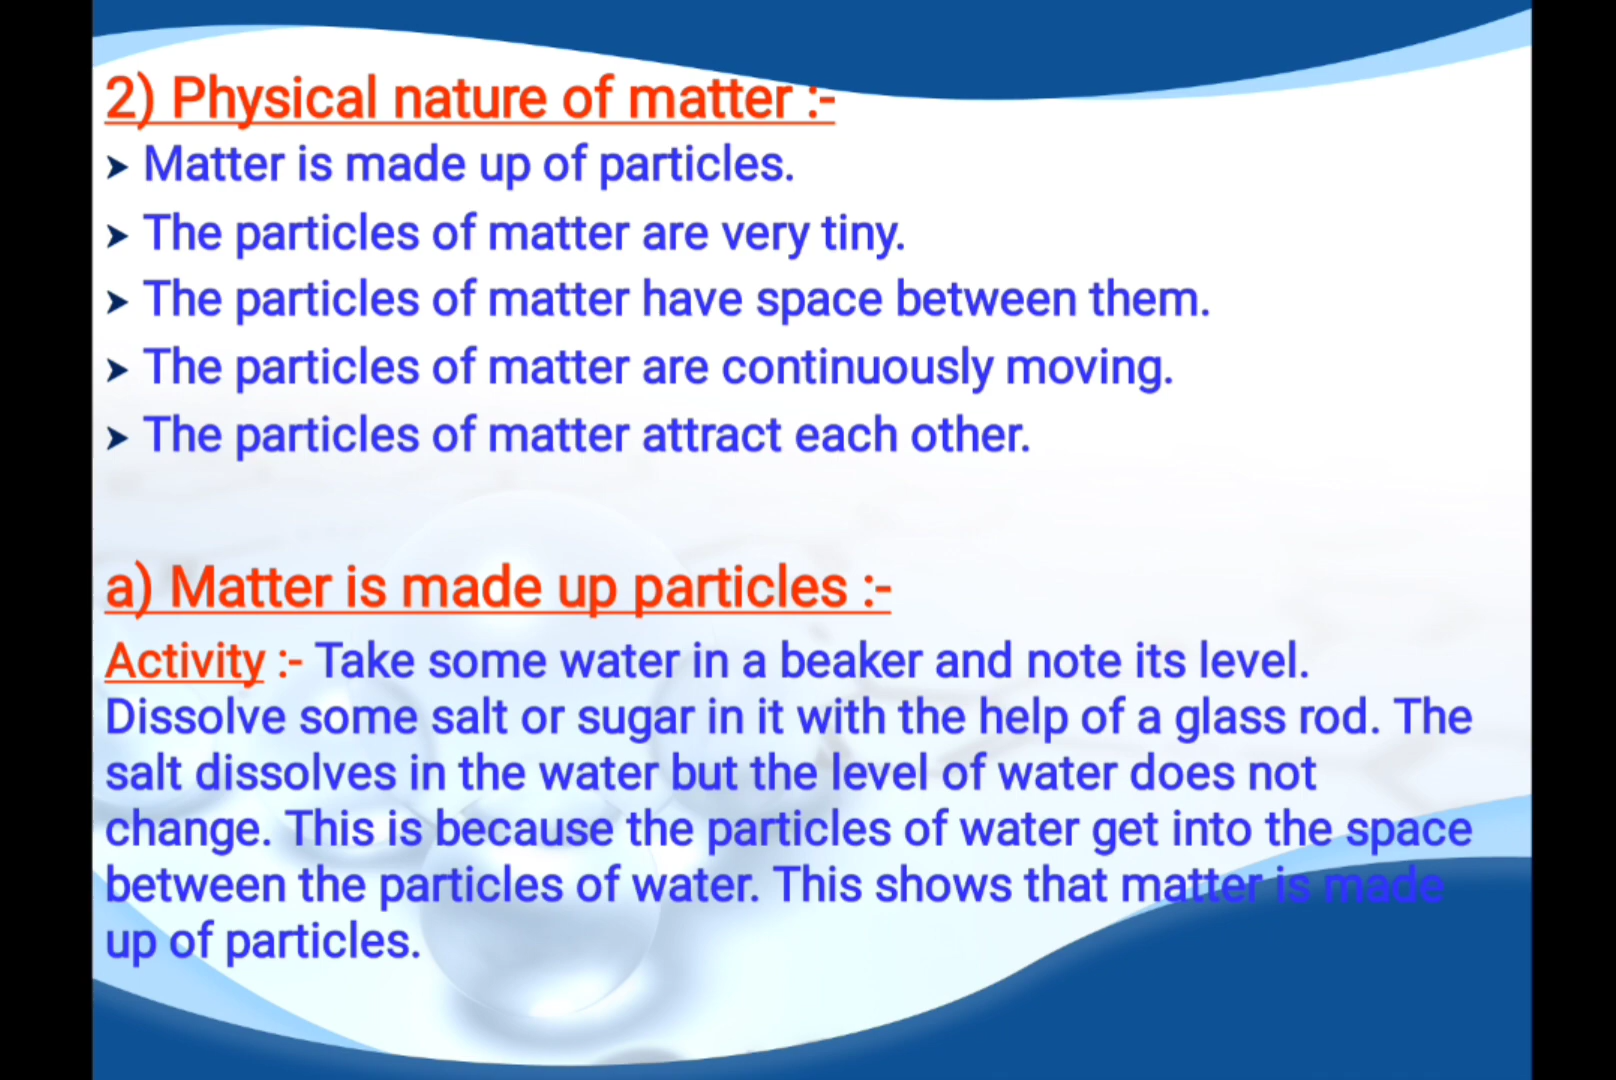 2) Physical nature of matter :-
➤ Matter is made up of particles.
➤ The particles of matter are very tiny.
➤ The particles of matter have space between them.
➤ The particles of matter are continuously moving.
➤ The particles of matter attract each other.
a) Matter is made up particles :-
Activity :- Take some water in a beaker and note its level.
Dissolve some salt or sugar in it with the help of a glass rod. The
salt dissolves in the water but the level of water does not
change. This is because the particles of water get into the space
between the particles of water. This shows that matter is made
up of particles.